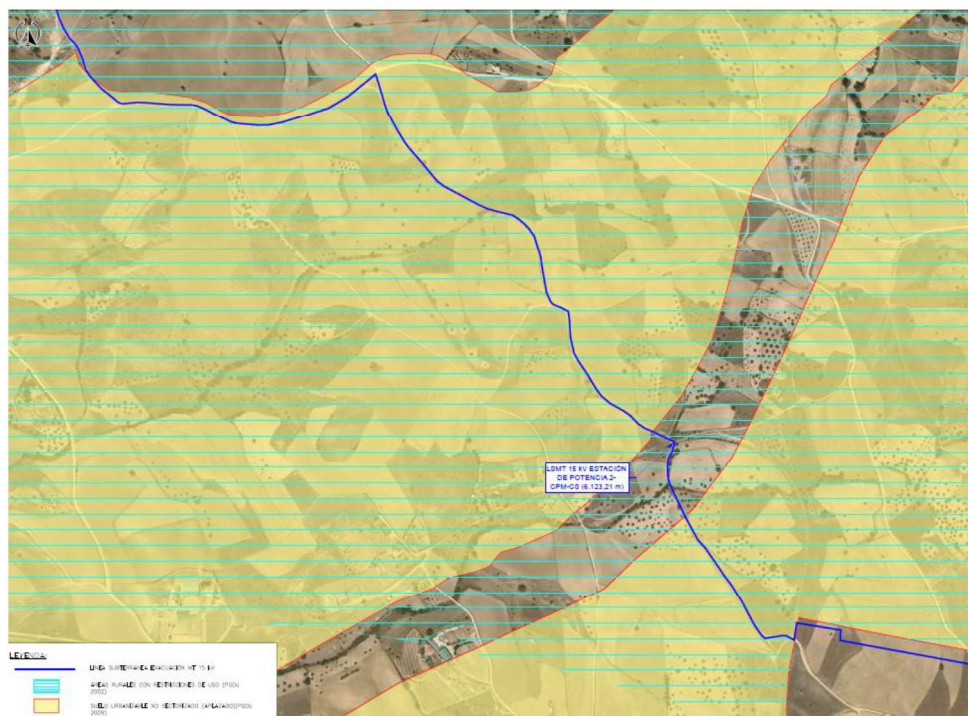 N
LSMT 15 kV ESTACIÓN
DE POTENCIA 2-
CPM-CS (6.123,21 m)
LEYENDA:
LINEA SUBTERRANEA EVACUACION MT 15 kV
AREAS RURALES CON RESTRICCIONES DE USO (PGOU
2002)
SUELO URBANIZABLE NO SECTORIZADO (APLAZADO)(PGOU